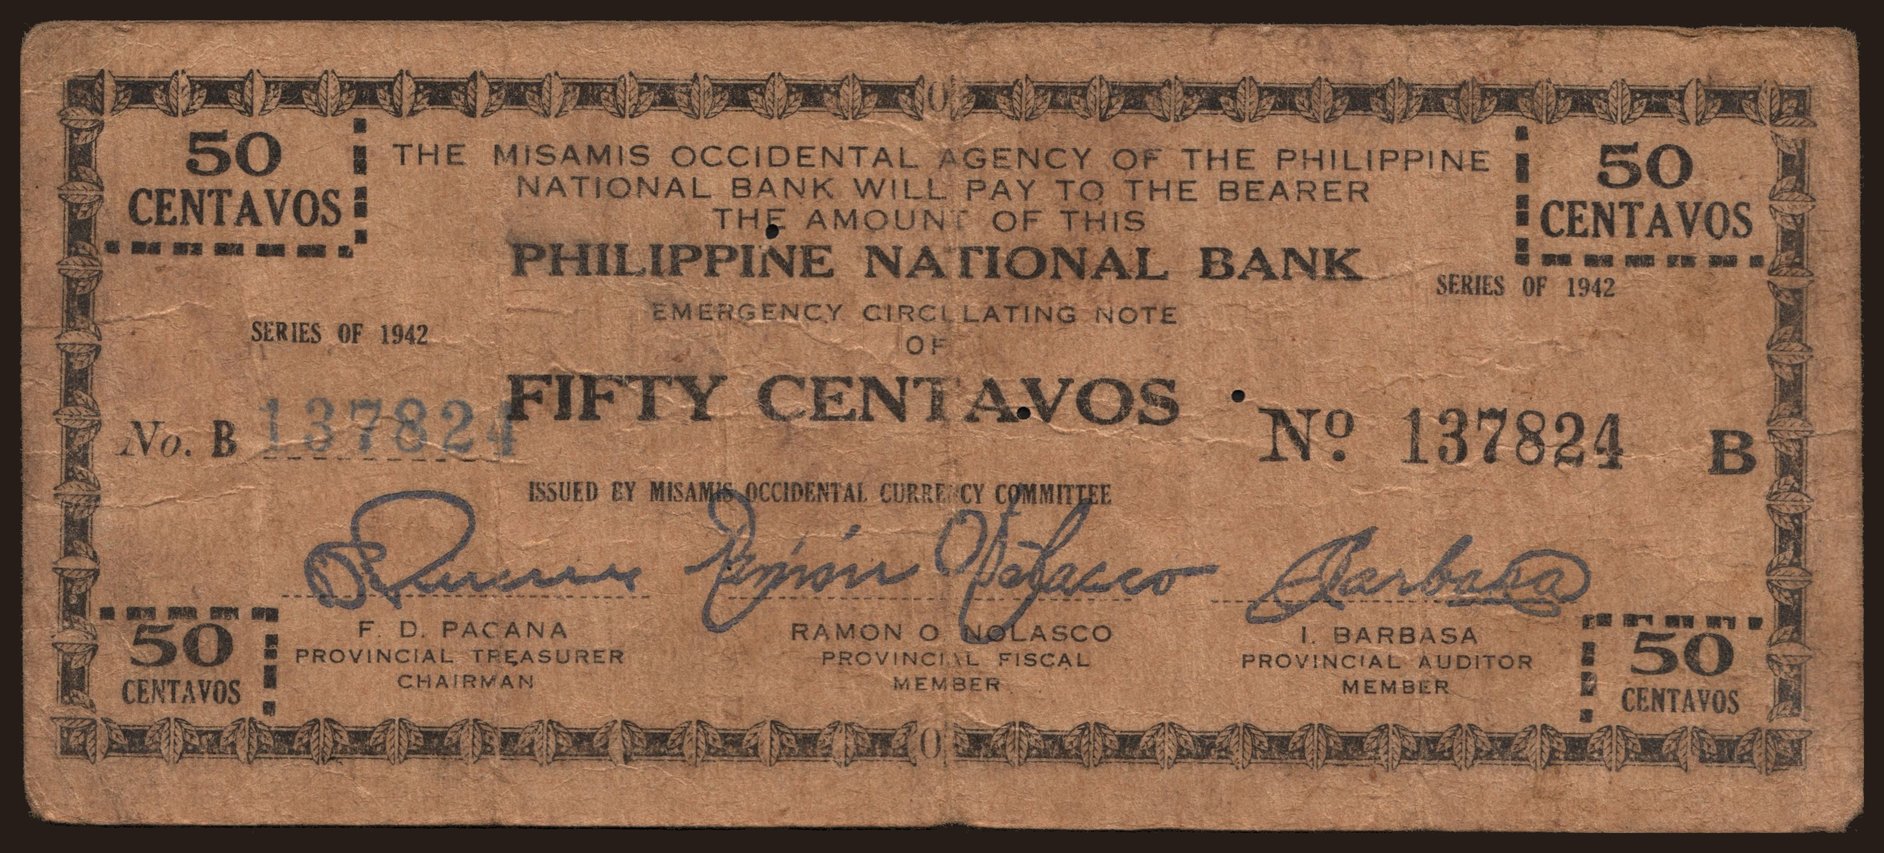 50
CENTAVOS
THE MISAMIS OCCIDENTAL AGENCY OF THE PHILIPPINE
NATIONAL BANK WILL PAY TO THE BEARER
THE AMOUNT OF THIS
PHILIPPINE NATIONAL BANK
EMERGENCY CIRCULATING NOTE
OF
FIFTY CENTAVOS
50
CENTAVOS
SERIES OF 1942
SERIES OF 1942
No. B 137824
Nº 137824 B
ISSUED BY MISAMIS OCCIDENTAL CURRENCY COMMITTEE
Ramón O Nolasco
I Barbasa
F. D. PACANA
PROVINCIAL TREASURER
CHAIRMAN
RAMON O NOLASCO
PROVINCIAL FISCAL
MEMBER
I. BARBASA
PROVINCIAL AUDITOR
MEMBER
50
CENTAVOS
50
CENTAVOS